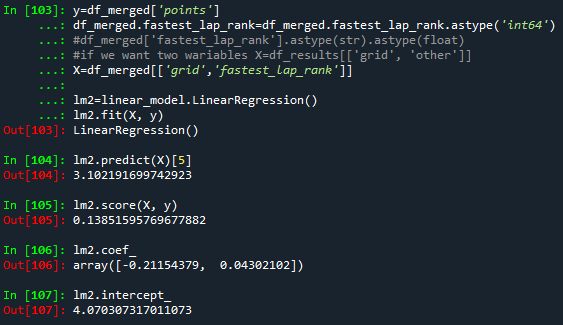 In [103]: y=df_merged['points']
     ...: df_merged.fastest_lap_rank=df_merged.fastest_lap_rank.astype('int64')
     ...: #df_merged['fastest_lap_rank'].astype(str).astype(float)
     ...: #if we want two wariables X=df_results[['grid', 'other']]
     ...: X=df_merged[['grid','fastest_lap_rank']]
     ...:
     ...: lm2=linear_model.LinearRegression()
     ...: lm2.fit(X, y)
Out[103]: LinearRegression()
In [104]: lm2.predict(X)[5]
Out[104]: 3.102191699742923
In [105]: lm2.score(X, y)
Out[105]: 0.13851595769677882
In [106]: lm2.coef_
Out[106]: array([-0.21154379,  0.04302102])
In [107]: lm2.intercept_
Out[107]: 4.070307317011073